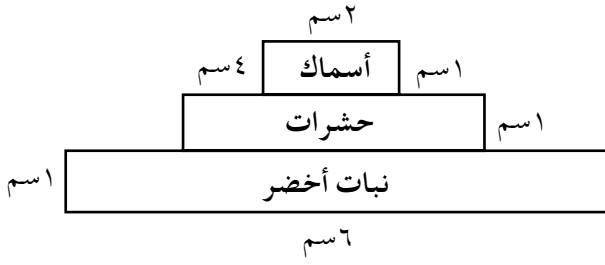 ٢ سم
٤ سم
أسماك
١ سم
حشرات
١ سم
١ سم
نبات أخضر
٦ سم